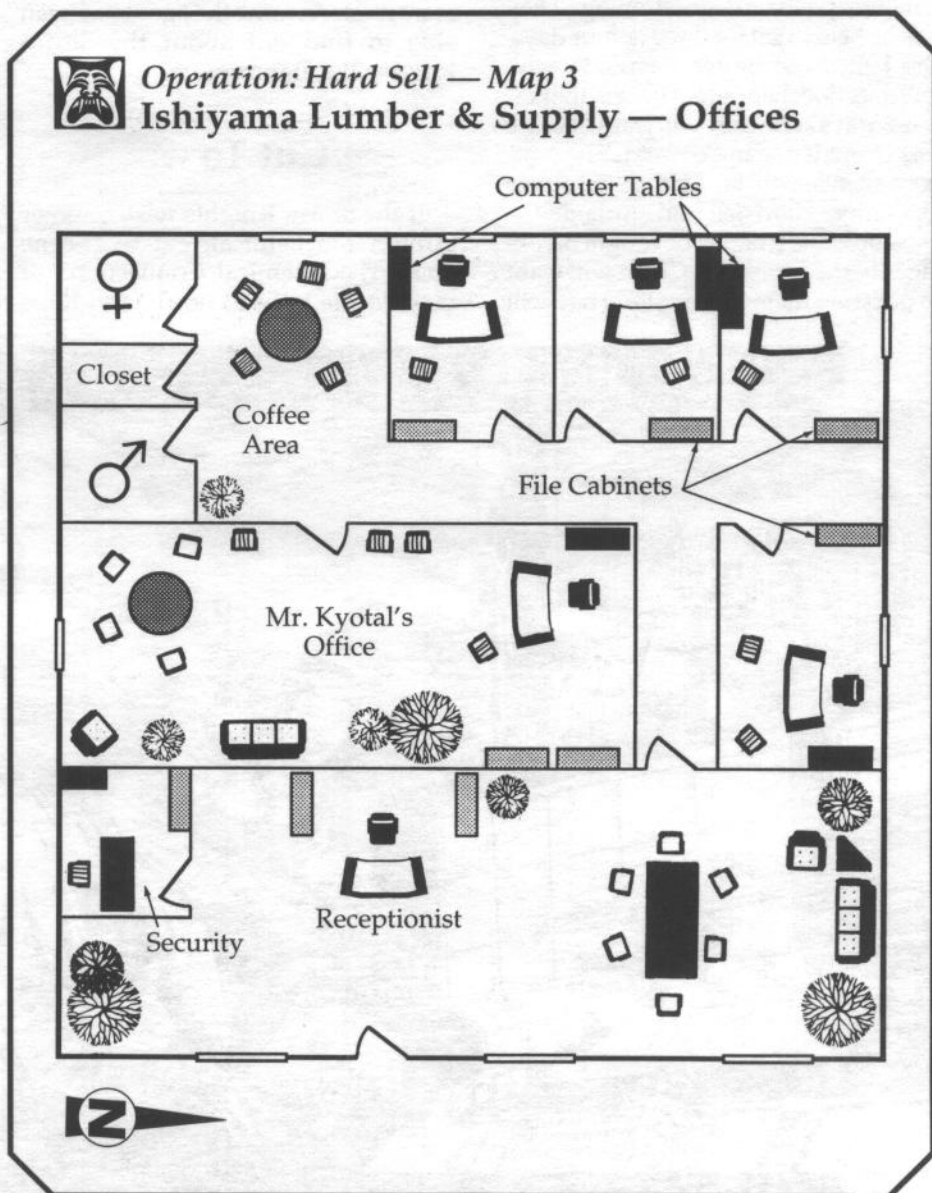 Operation: Hard Sell — Map 3
Ishiyama Lumber & Supply — Offices
Computer Tables
Closet
Coffee
Area
File Cabinets
Mr. Kyotal's
Office
Receptionist
Security
N